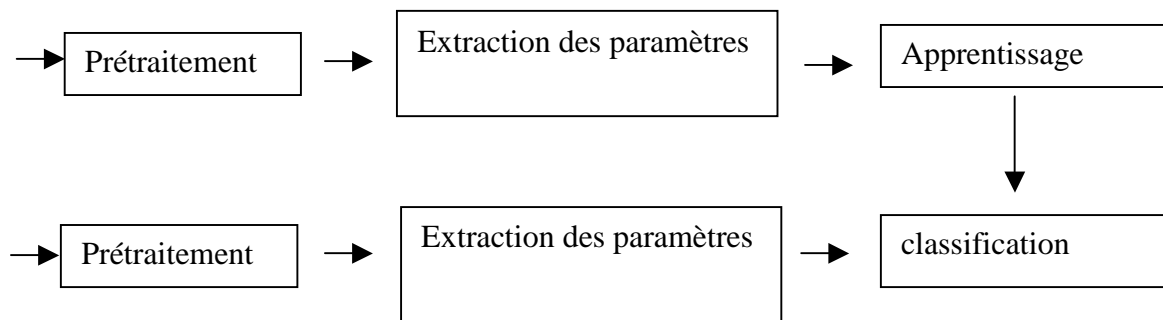 Prétraitement
Extraction des paramètres
Apprentissage
Prétraitement
Extraction des paramètres
classification